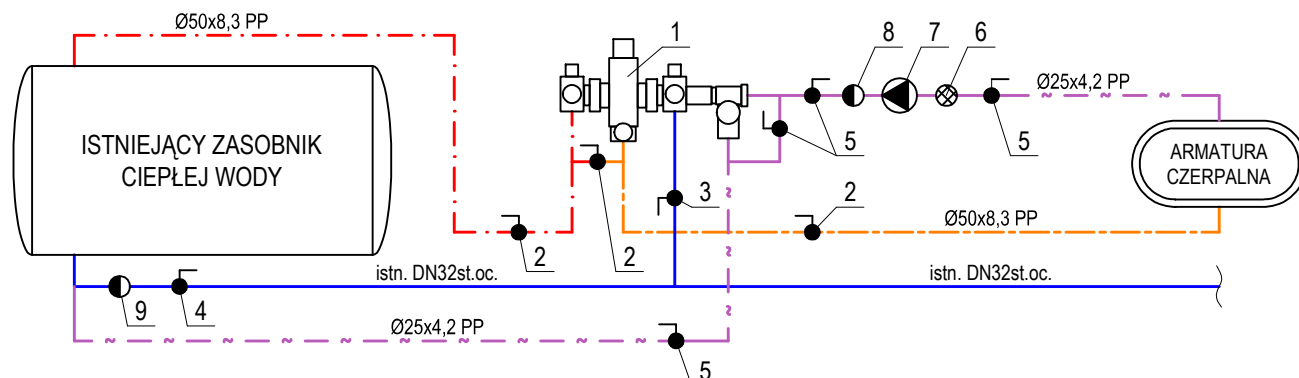 Ø50x8,3 PP
1
8
7
6
Ø25x4,2 PP
ISTNIEJĄCY ZASOBNIK
CIEPŁEJ WODY
5
5
ARMATURA
CZERPALNA
3
2
Ø50x8,3 PP
2
2
istn. DN32st.oc.
istn. DN32st.oc.
9
4
Ø25x4,2 PP
5